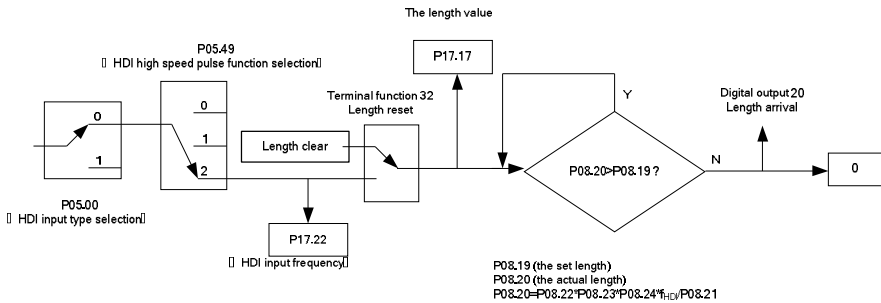 The length value
P05.49
HDI high speed pulse function selection
P17.17
Terminal function 32
Length reset
Digital output 20
Length arrival
0
1
0
1
2
Length clear
Y
P08.20>P08.19 ?
N
0
P05.00
HDI input type selection
P17.22
HDI input frequency
P08.19 (the set length)
P08.20 (the actual length)
P08.20=P08.22*P08.23*P08.24*fHDI/P08.21